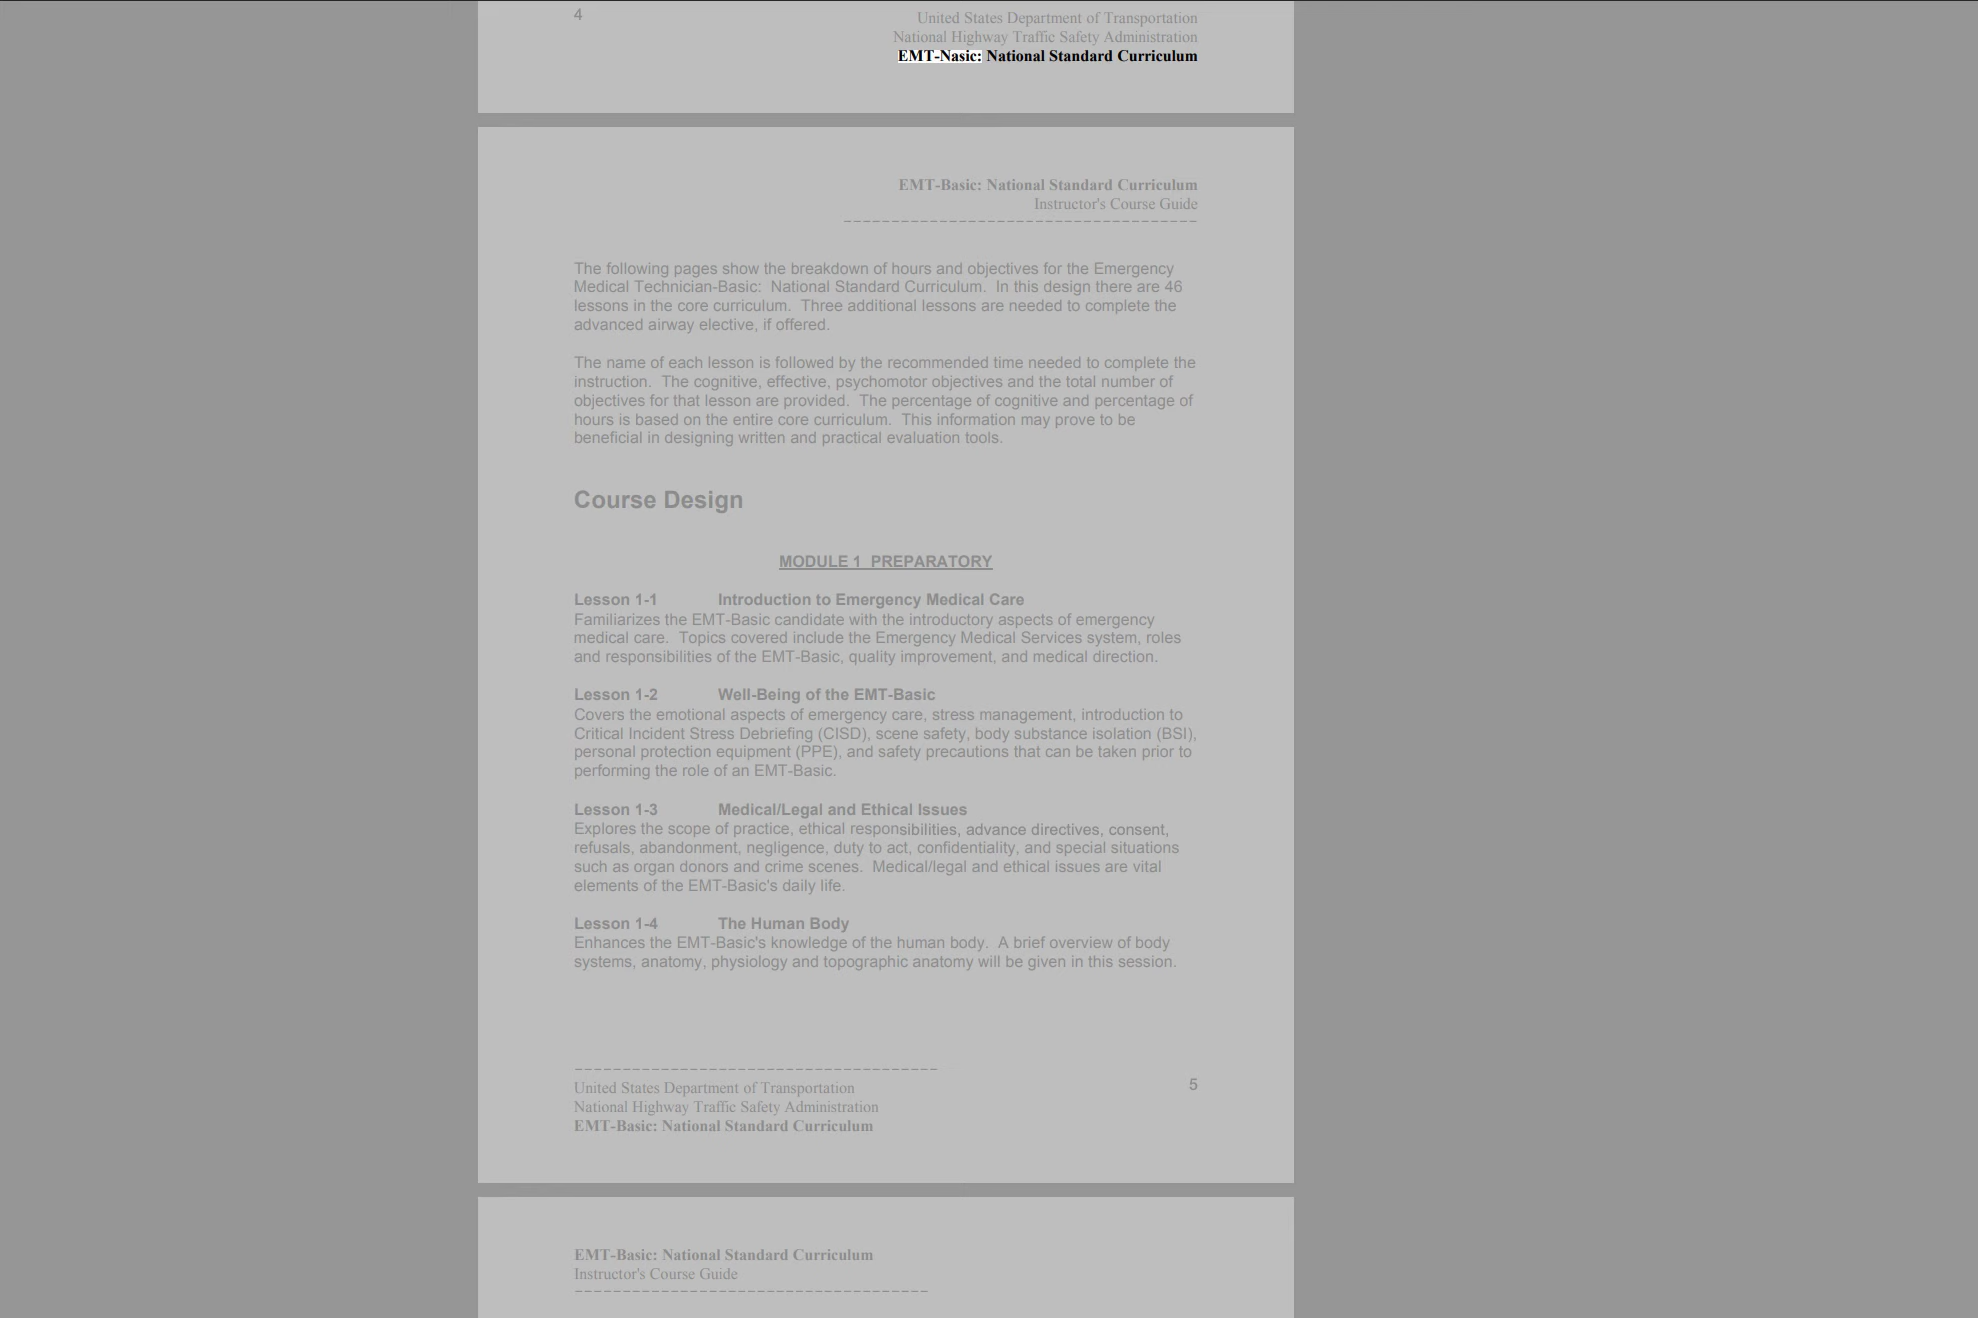 4
United States Department of Transportation
National Highway Traffic Safety Administration
EMT-Nasic: National Standard Curriculum
EMT-Basic: National Standard Curriculum
Instructor's Course Guide
The following pages show the breakdown of hours and objectives for the Emergency
Medical Technician-Basic: National Standard Curriculum. In this design there are 46
lessons in the core curriculum. Three additional lessons are needed to complete the
advanced airway elective, if offered.
The name of each lesson is followed by the recommended time needed to complete the
instruction. The cognitive, effective, psychomotor objectives and the total number of
objectives for that lesson are provided. The percentage of cognitive and percentage of
hours is based on the entire core curriculum. This information may prove to be
beneficial in designing written and practical evaluation tools.
Course Design
MODULE 1 PREPARATORY
Lesson 1-1 Introduction to Emergency Medical Care
Familiarizes the EMT-Basic candidate with the introductory aspects of emergency
medical care. Topics covered include the Emergency Medical Services system, roles
and responsibilities of the EMT-Basic, quality improvement, and medical direction.
Lesson 1-2 Well-Being of the EMT-Basic
Covers the emotional aspects of emergency care, stress management, introduction to
Critical Incident Stress Debriefing (CISD), scene safety, body substance isolation (BSI),
personal protection equipment (PPE), and safety precautions that can be taken prior to
performing the role of an EMT-Basic.
Lesson 1-3 Medical/Legal and Ethical Issues
Explores the scope of practice, ethical responsibilities, advance directives, consent,
refusals, abandonment, negligence, duty to act, confidentiality, and special situations
such as organ donors and crime scenes. Medical/legal and ethical issues are vital
elements of the EMT-Basic's daily life.
Lesson 1-4 The Human Body
Enhances the EMT-Basic's knowledge of the human body. A brief overview of body
systems, anatomy, physiology and topographic anatomy will be given in this session.
United States Department of Transportation
National Highway Traffic Safety Administration
EMT-Basic: National Standard Curriculum
5
EMT-Basic: National Standard Curriculum
Instructor's Course Guide